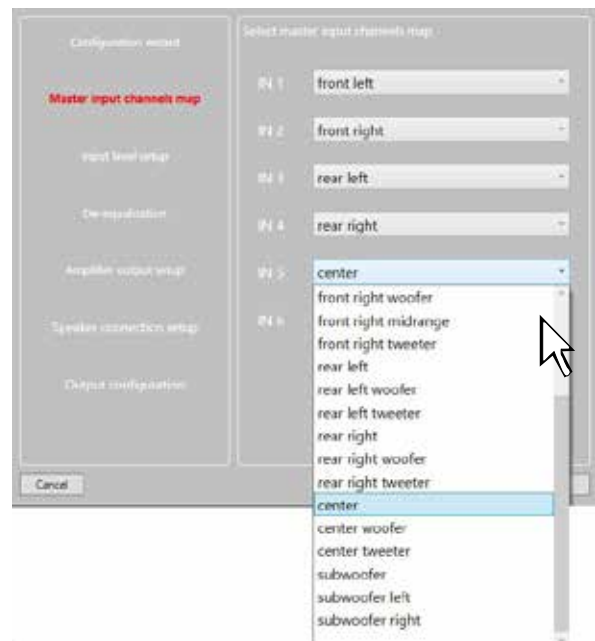 Configuration wizard
Master input channels map
Input level setup
De-equalization
Amplifier output setup
Speaker connection setup
Output configuration
Cancel
Select master input channels map
IN 1 front left
IN 2 front right
IN 3 rear left
IN 4 rear right
IN 5 center
IN 6
front right woofer
front right midrange
front right tweeter
rear left
rear left woofer
rear left tweeter
rear right
rear right woofer
rear right tweeter
center
center woofer
center tweeter
subwoofer
subwoofer left
subwoofer right